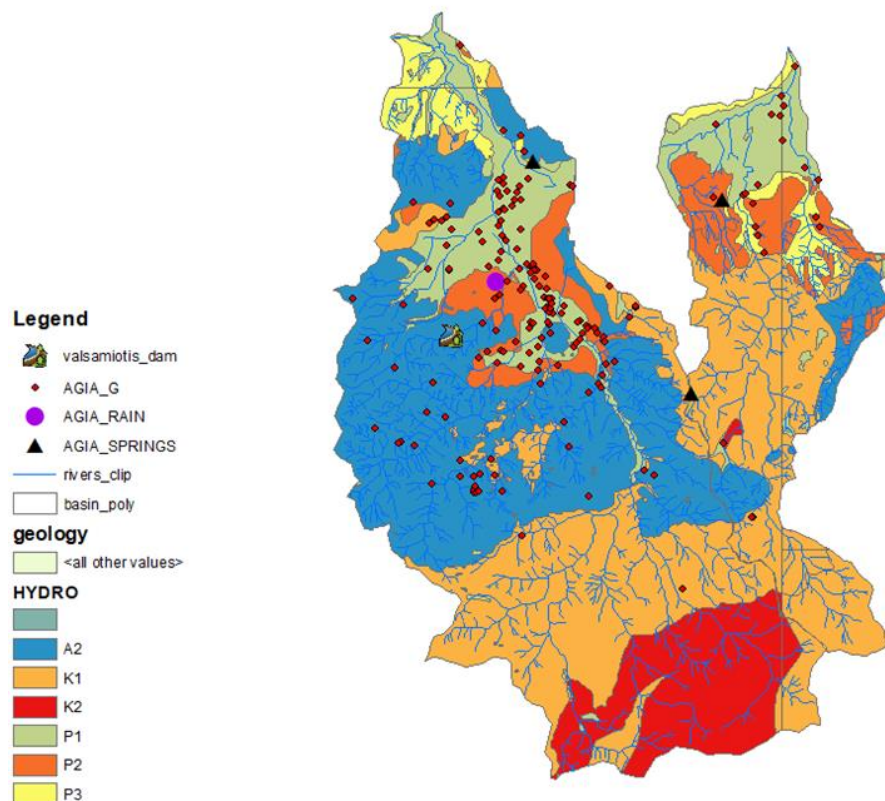 Legend
valsamiotis_dam
AGIA_G
AGIA_RAIN
AGIA_SPRINGS
rivers_clip
basin_poly
geology
<all other values>
HYDRO
A2
K1
K2
P1
P2
P3